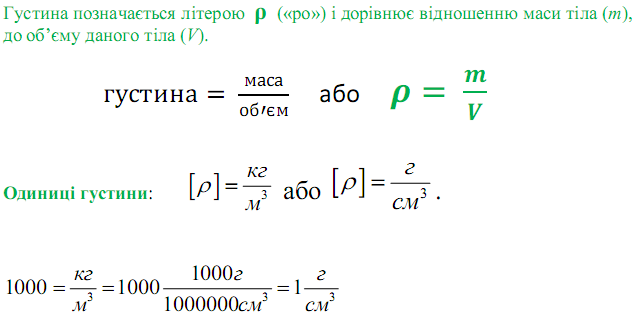 Густина позначається літерою ρ («ро») і дорівнює відношенню маси тіла (m),
до об’єму даного тіла (V).
густина = маса/об′єм або ρ = m/V
Одиниці густини: [ρ] = кг/м³ або [ρ] = г/см³ .
1000 = кг/м³ = 1000 1000г/1000000см³ = 1 г/см³